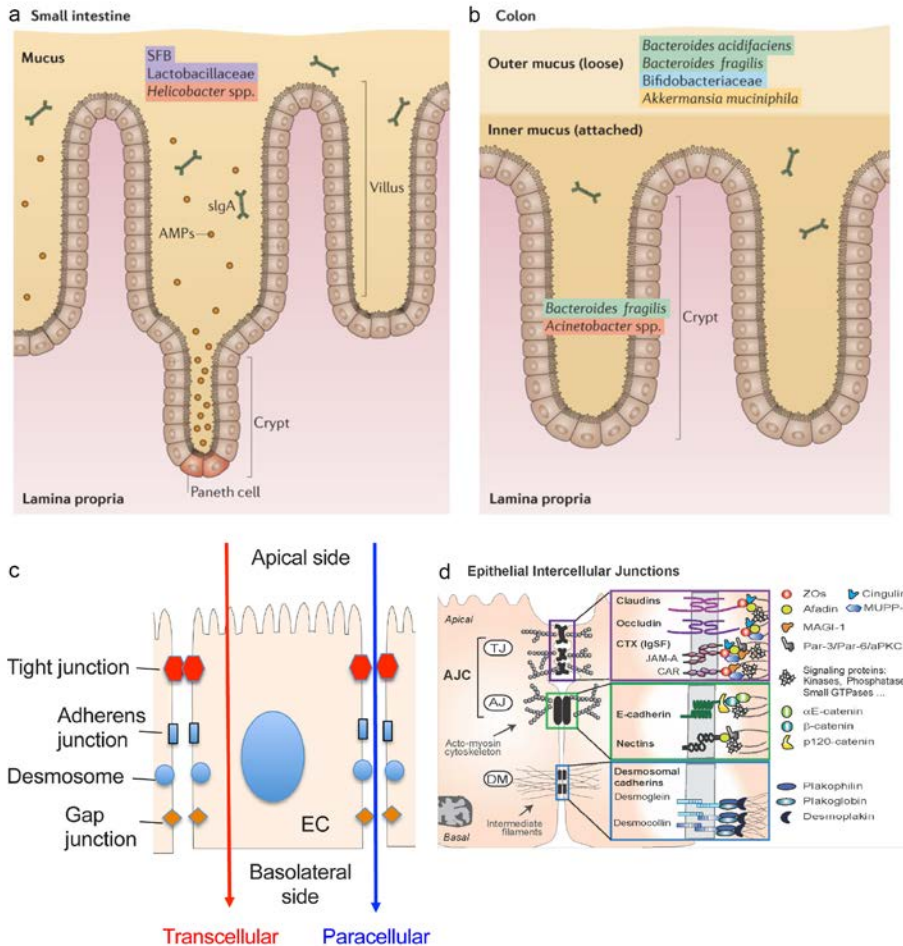 a Small intestine
Mucus
SFB
Lactobacillaceae
Helicobacter spp.
Villus
sIgA
AMPs
Crypt
Paneth cell
Lamina propria
b Colon
Outer mucus (loose)
Bacteroides acidifaciens
Bacteroides fragilis
Bifidobacteriaceae
Akkermansia muciniphila
Inner mucus (attached)
Bacteroides fragilis
Acinetobacter spp.
Crypt
Lamina propria
c
Apical side
Tight junction
Adherens
junction
Desmosome
Gap
junction
EC
Basolateral
side
Transcellular
Paracellular
d Epithelial Intercellular Junctions
Apical
AJC
TJ
AJ
Acto-myosin
cytoskeleton
DM
Intermediate
filaments
Basal
Claudins
Occludin
CTX (IgSF)
JAM-A
CAR
E-cadherin
Nectins
Desmosomal
cadherins
Desmoglein
Desmocollin
ZOs
Cingulin
Afadin
MUPP-
MAGI-1
Par-3/Par-6/aPKC
Signaling proteins:
Kinases, Phosphatase
Small GTPases ...
αE-catenin
β-catenin
p120-catenin
Plakophilin
Plakoglobin
Desmoplakin